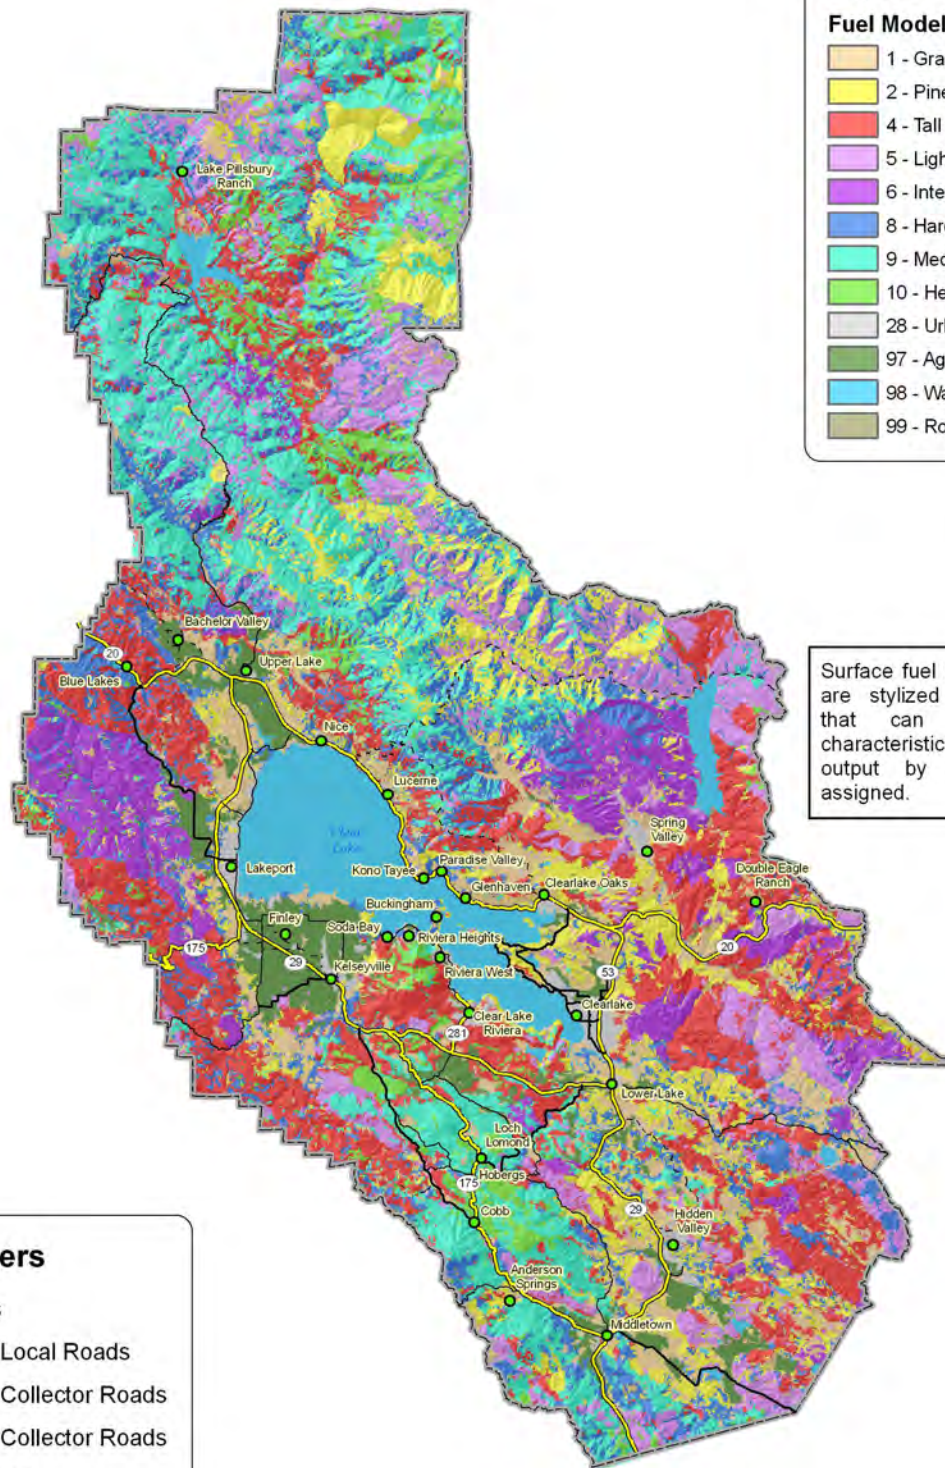 Fuel Model
1 - Gra
2 - Pine
4 - Tall
5 - Ligh
6 - Inte
8 - Hard
9 - Med
10 - He
28 - Url
97 - Ag
98 - Wa
99 - Ro
Lake Pillsbury
Ranch
Bachelor Valley
20
Upper Lake
Blue Lakes
Surface fuel
are stylized
that can
characteristic
output by
assigned.
Nice
Lucerne
Clear
Lake
Spring
Valley
Lakeport
Kono Tayee
Paradise Valley
Double Eagle
Ranch
Glenhaven
Clearlake Oaks
Buckingham
Finley
Soda Bay
Riviera Heights
175
29
20
Kelseyville
Riviera West
53
Clear Lake
Riviera
Clearlake
281
Lower Lake
Loch
Lomond
Hobergs
175
Cobb
29
Hidden
Valley
Anderson
Springs
Middletown
ers
s
Local Roads
Collector Roads
Collector Roads